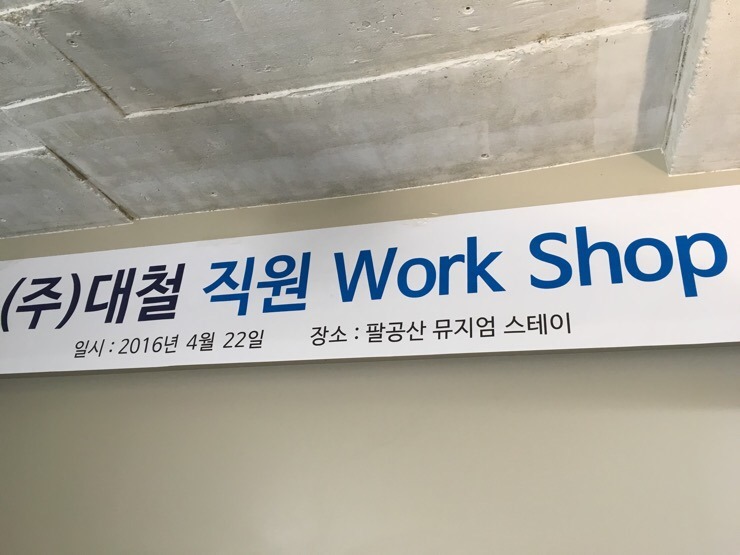 (주)대철 직원 Work Shop
일시 : 2016년 4월 22일 장소 : 팔공산 뮤지엄 스테이